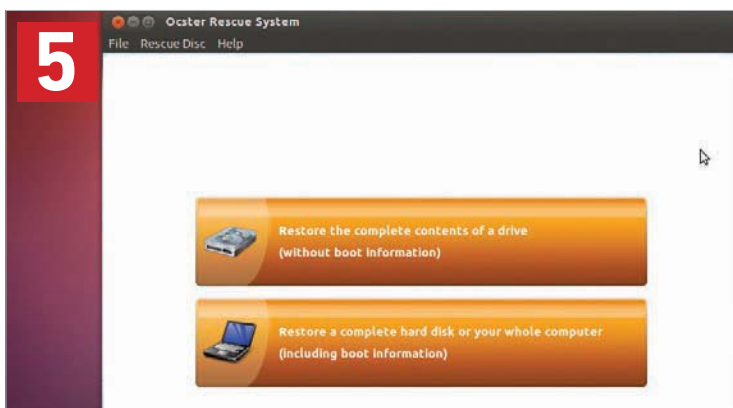 5
Ocster Rescue System
File Rescue Disc Help
Restore the complete contents of a drive
(without boot information)
Restore a complete hard disk or your whole computer
(including boot information)